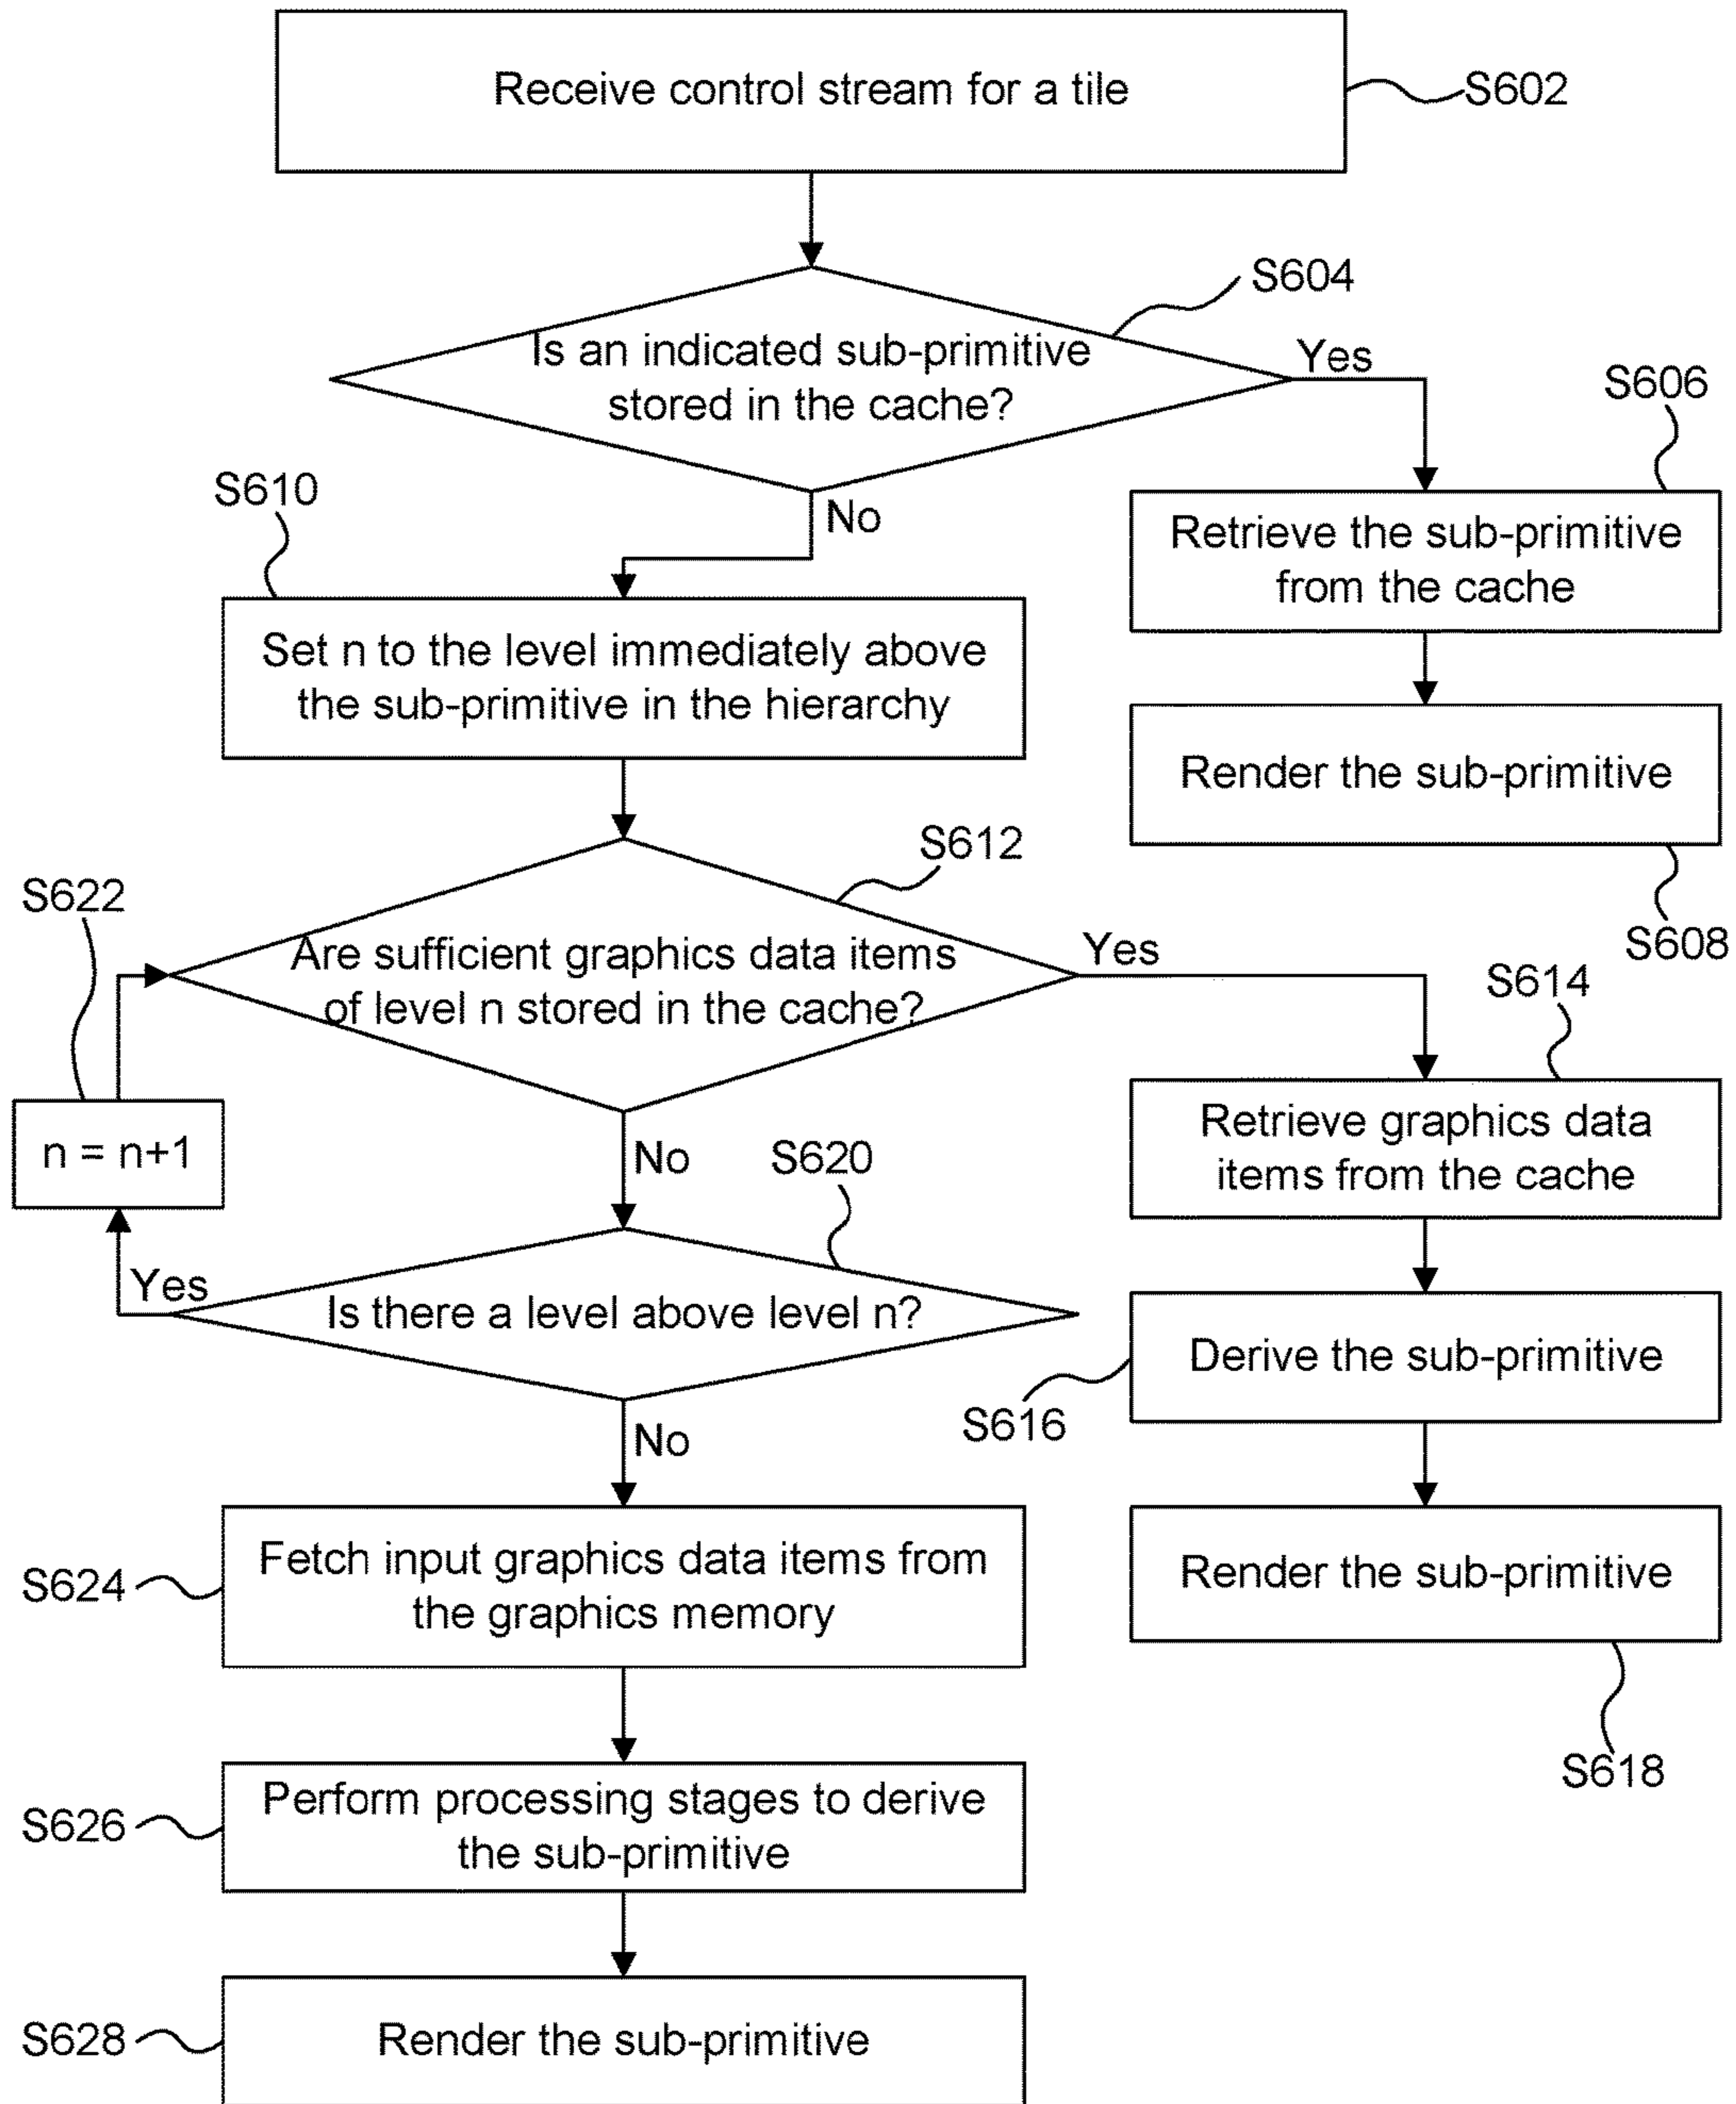 Receive control stream for a tile
S602
S604
Is an indicated sub-primitive
stored in the cache?
Yes
S606
No
Retrieve the sub-primitive
from the cache
S610
Set n to the level immediately above
the sub-primitive in the hierarchy
Render the sub-primitive
S608
S612
S622
Are sufficient graphics data items
of level n stored in the cache?
Yes
S614
n = n+1
No
Retrieve graphics data
items from the cache
S620
Yes
Is there a level above level n?
Derive the sub-primitive
S616
No
S624
Fetch input graphics data items from
the graphics memory
Render the sub-primitive
S618
S626
Perform processing stages to derive
the sub-primitive
S628
Render the sub-primitive